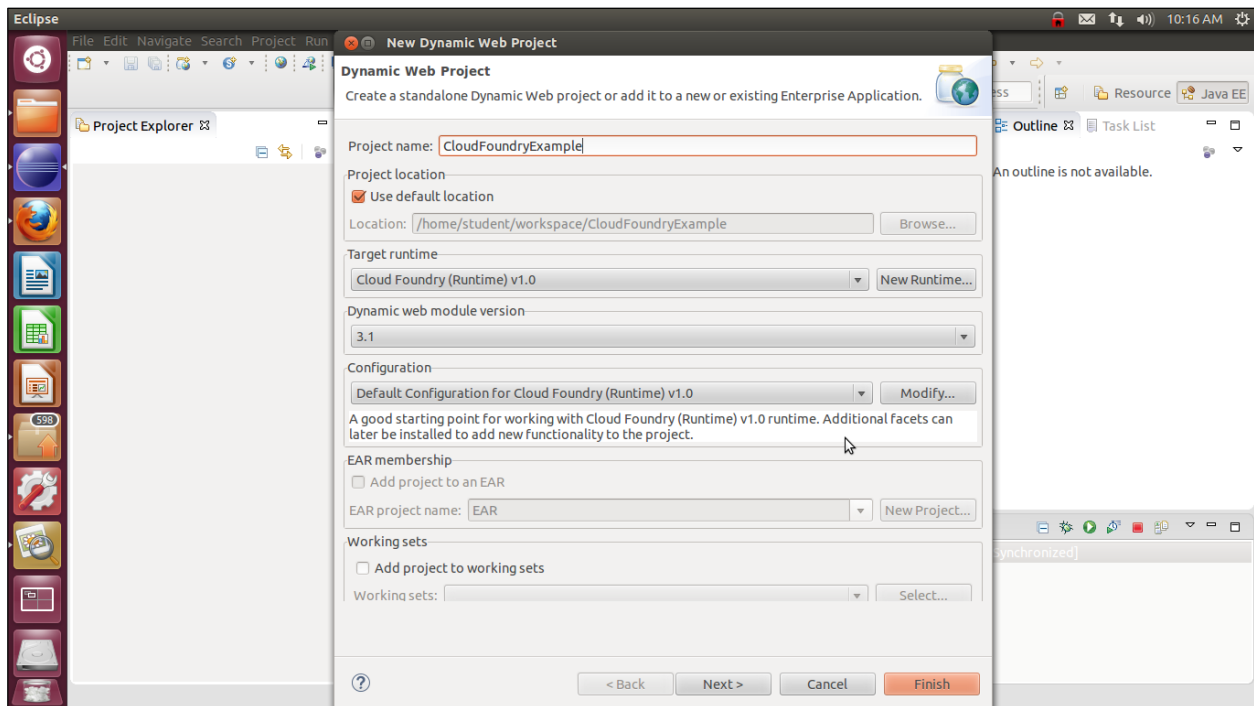 Eclipse
10:16 AM
File Edit Navigate Search Project Run
New Dynamic Web Project
Dynamic Web Project
Create a standalone Dynamic Web project or add it to a new or existing Enterprise Application.
ess
Resource
Java EE
Project Explorer
Outline
Task List
An outline is not available.
Project name: CloudFoundryExample
Project location
Use default location
Location: /home/student/workspace/CloudFoundryExample
Browse...
Target runtime
Cloud Foundry (Runtime) v1.0
New Runtime...
Dynamic web module version
3.1
Configuration
Default Configuration for Cloud Foundry (Runtime) v1.0
Modify...
A good starting point for working with Cloud Foundry (Runtime) v1.0 runtime. Additional facets can
later be installed to add new functionality to the project.
598
EAR membership
Add project to an EAR
EAR project name: EAR
New Project...
Working sets
Synchronized]
Add project to working sets
Working sets:
Select...
< Back
Next >
Cancel
Finish